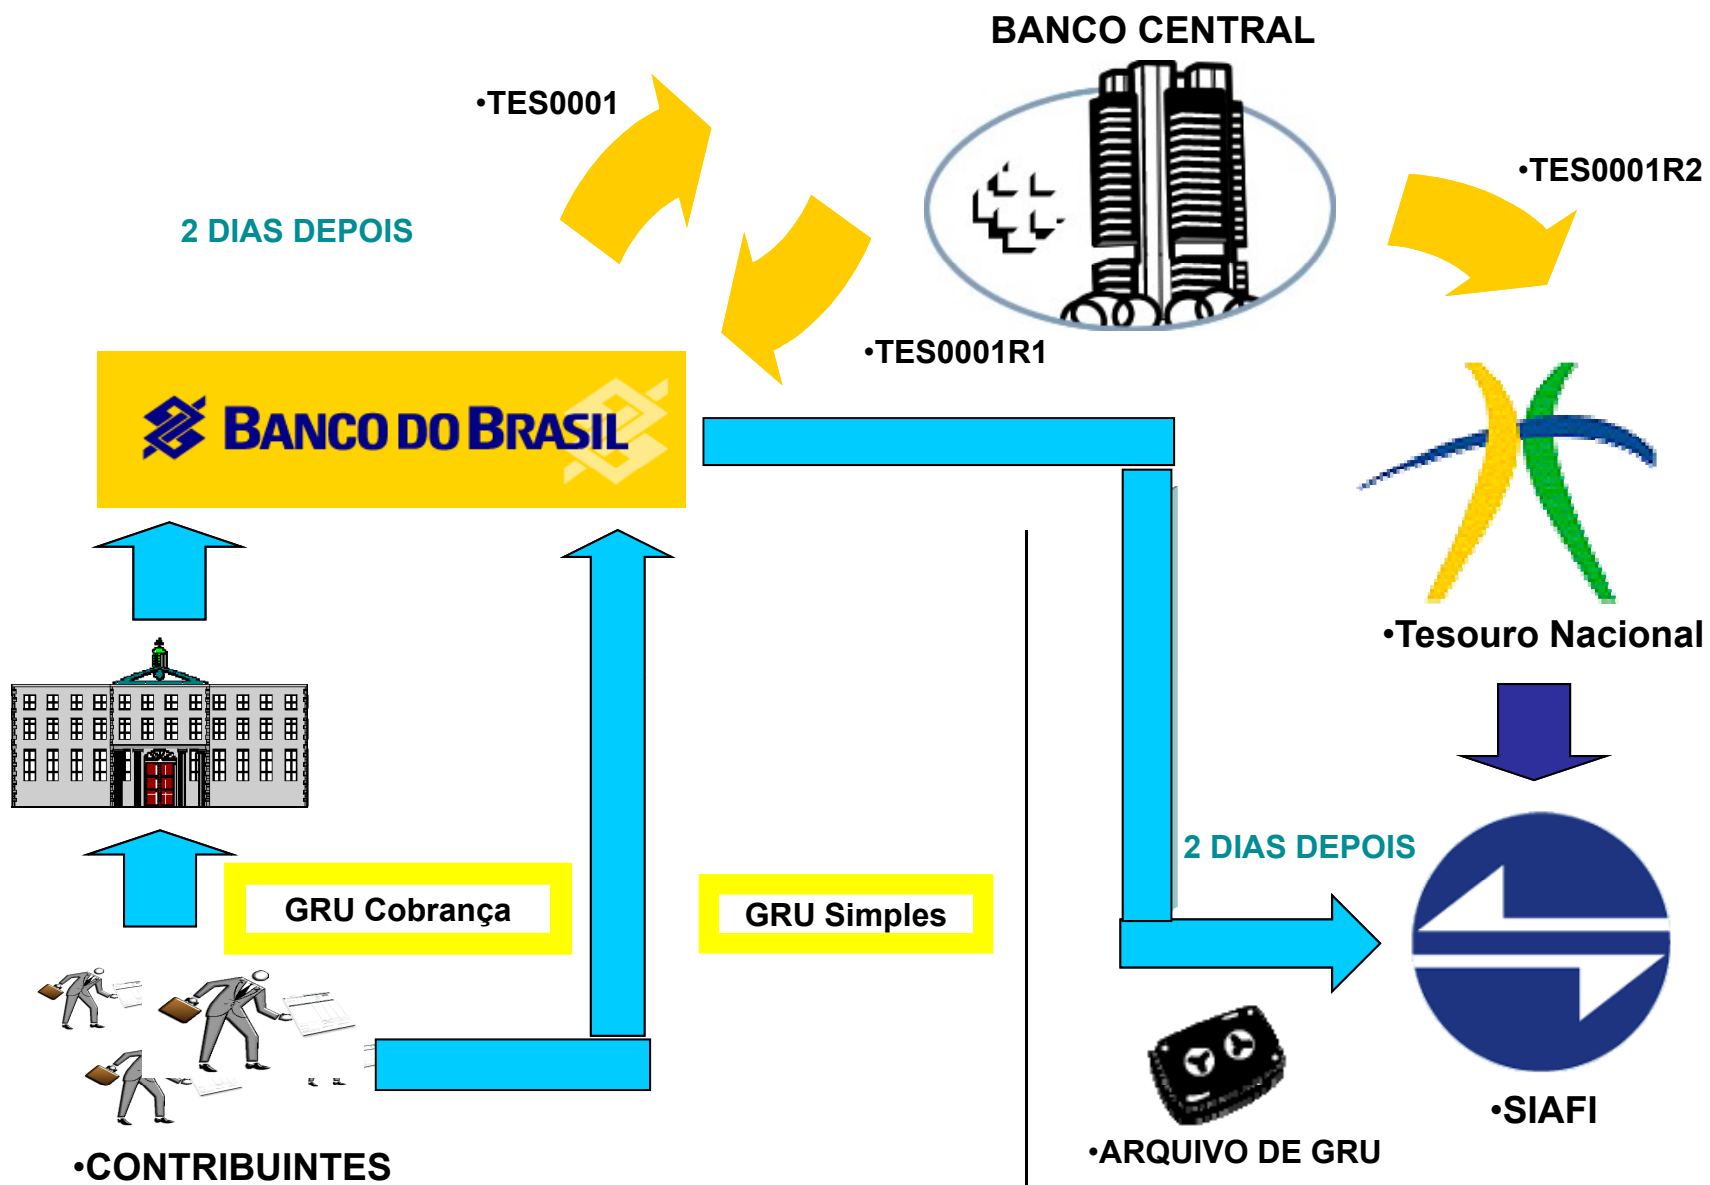 BANCO CENTRAL
•TES0001
•TES0001R2
2 DIAS DEPOIS
•TES0001R1
BANCO DO BRASIL
•Tesouro Nacional
2 DIAS DEPOIS
GRU Cobrança
GRU Simples
•SIAFI
•ARQUIVO DE GRU
•CONTRIBUINTES